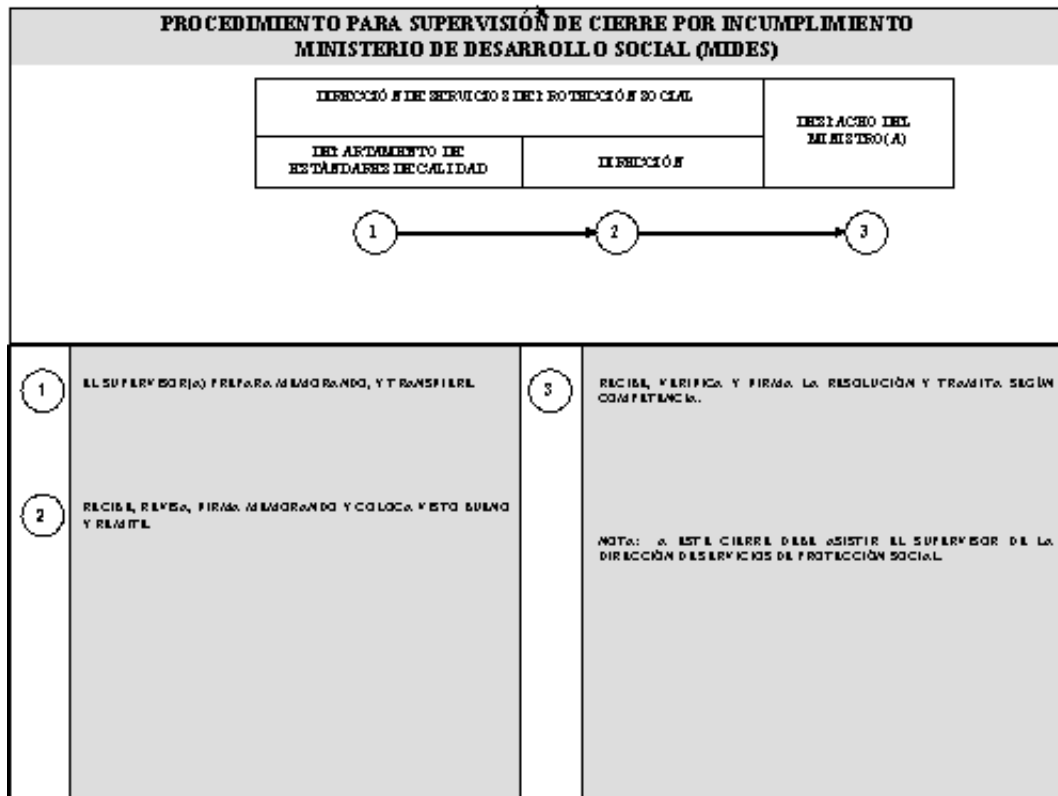 PROCEDIMIENTO PARA SUPERVISIÓN DE CIERRE POR INCUMPLIMIENTO
MINISTERIO DE DESARROLLO SOCIAL (MIDES)
DIRECCIÓN DE SERVICIOS DE PROTECCIÓN SOCIAL
DESPACHO DEL
MINISTRO(A)
DEPARTAMENTO DE
ESTÁNDARES DE CALIDAD
DIRECCIÓN
1
2
3
1
EL SUPERVISOR(a) PREPARA MEMORANDO, Y TRANSFIERE.
2
RECIBE, REVISA, FIRMA MEMORANDO Y COLOCA VISTO BUENO
Y REMITE.
3
RECIBE, VERIFICA Y FIRMA LA RESOLUCIÓN Y TRAMITA SEGÚN
COMPETENCIA.
NOTA: A ESTE CIERRE DEBE ASISTIR EL SUPERVISOR DE LA
DIRECCIÓN DE SERVICIOS DE PROTECCIÓN SOCIAL.